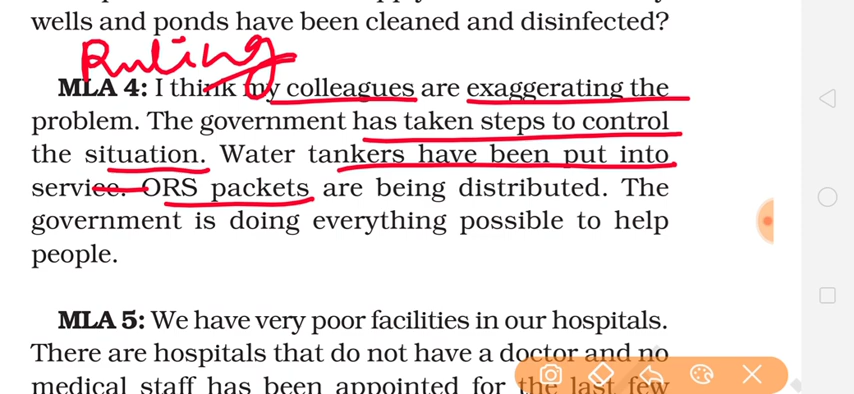 wells and ponds have been cleaned and disinfected?
Ruling
MLA 4: I think my colleagues are exaggerating the
problem. The government has taken steps to control
the situation. Water tankers have been put into
service. ORS packets are being distributed. The
government is doing everything possible to help
people.
MLA 5: We have very poor facilities in our hospitals.
There are hospitals that do not have a doctor and no
medical staff has been appointed for the last few